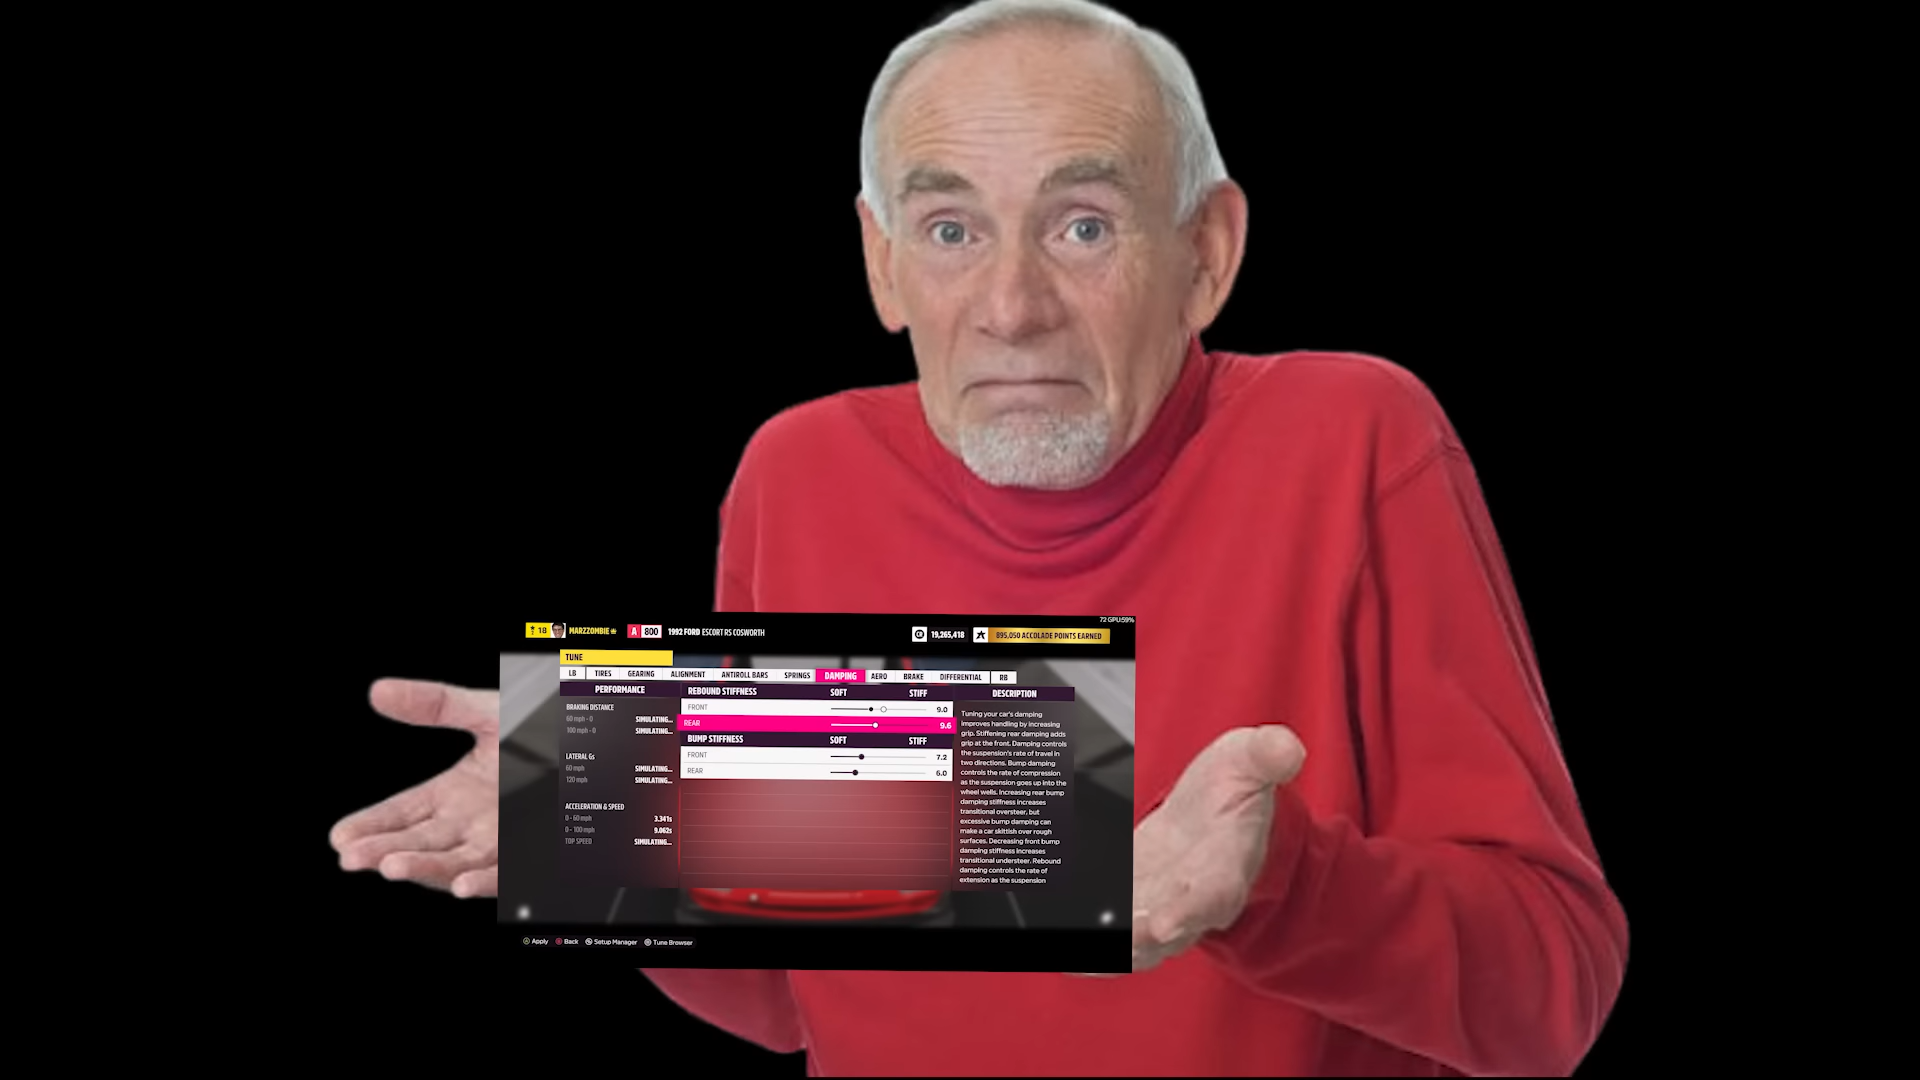 72 GPU:59%
18 MARZZOMBIE A 800 1992 FORD ESCORT RS COSWORTH CR 19,265,418 895,050 ACCOLADE POINTS EARNED
TUNE
LB TIRES GEARING ALIGNMENT ANTIROLL BARS SPRINGS DAMPING AERO BRAKE DIFFERENTIAL RB
PERFORMANCE
BRAKING DISTANCE
60 mph - 0 SIMULATING...
100 mph - 0 SIMULATING...
LATERAL Gs
60 mph SIMULATING...
120 mph SIMULATING...
ACCELERATION & SPEED
0 - 60 mph 3.341s
0 - 100 mph 9.062s
TOP SPEED SIMULATING...
REBOUND STIFFNESS SOFT STIFF
FRONT 9.0
REAR 9.6
BUMP STIFFNESS SOFT STIFF
FRONT 7.2
REAR 6.0
DESCRIPTION
Tuning your car's damping
improves handling by increasing
grip. Stiffening rear damping adds
grip at the front. Damping controls
the suspension's rate of travel in
two directions. Bump damping
controls the rate of compression
as the suspension goes up into the
wheel wells. Increasing rear bump
damping stiffness increases
transitional oversteer, but
excessive bump damping can
make a car skittish over rough
surfaces. Decreasing front bump
damping stiffness increases
transitional understeer. Rebound
damping controls the rate of
extension as the suspension
Apply Back Setup Manager Tune Browser